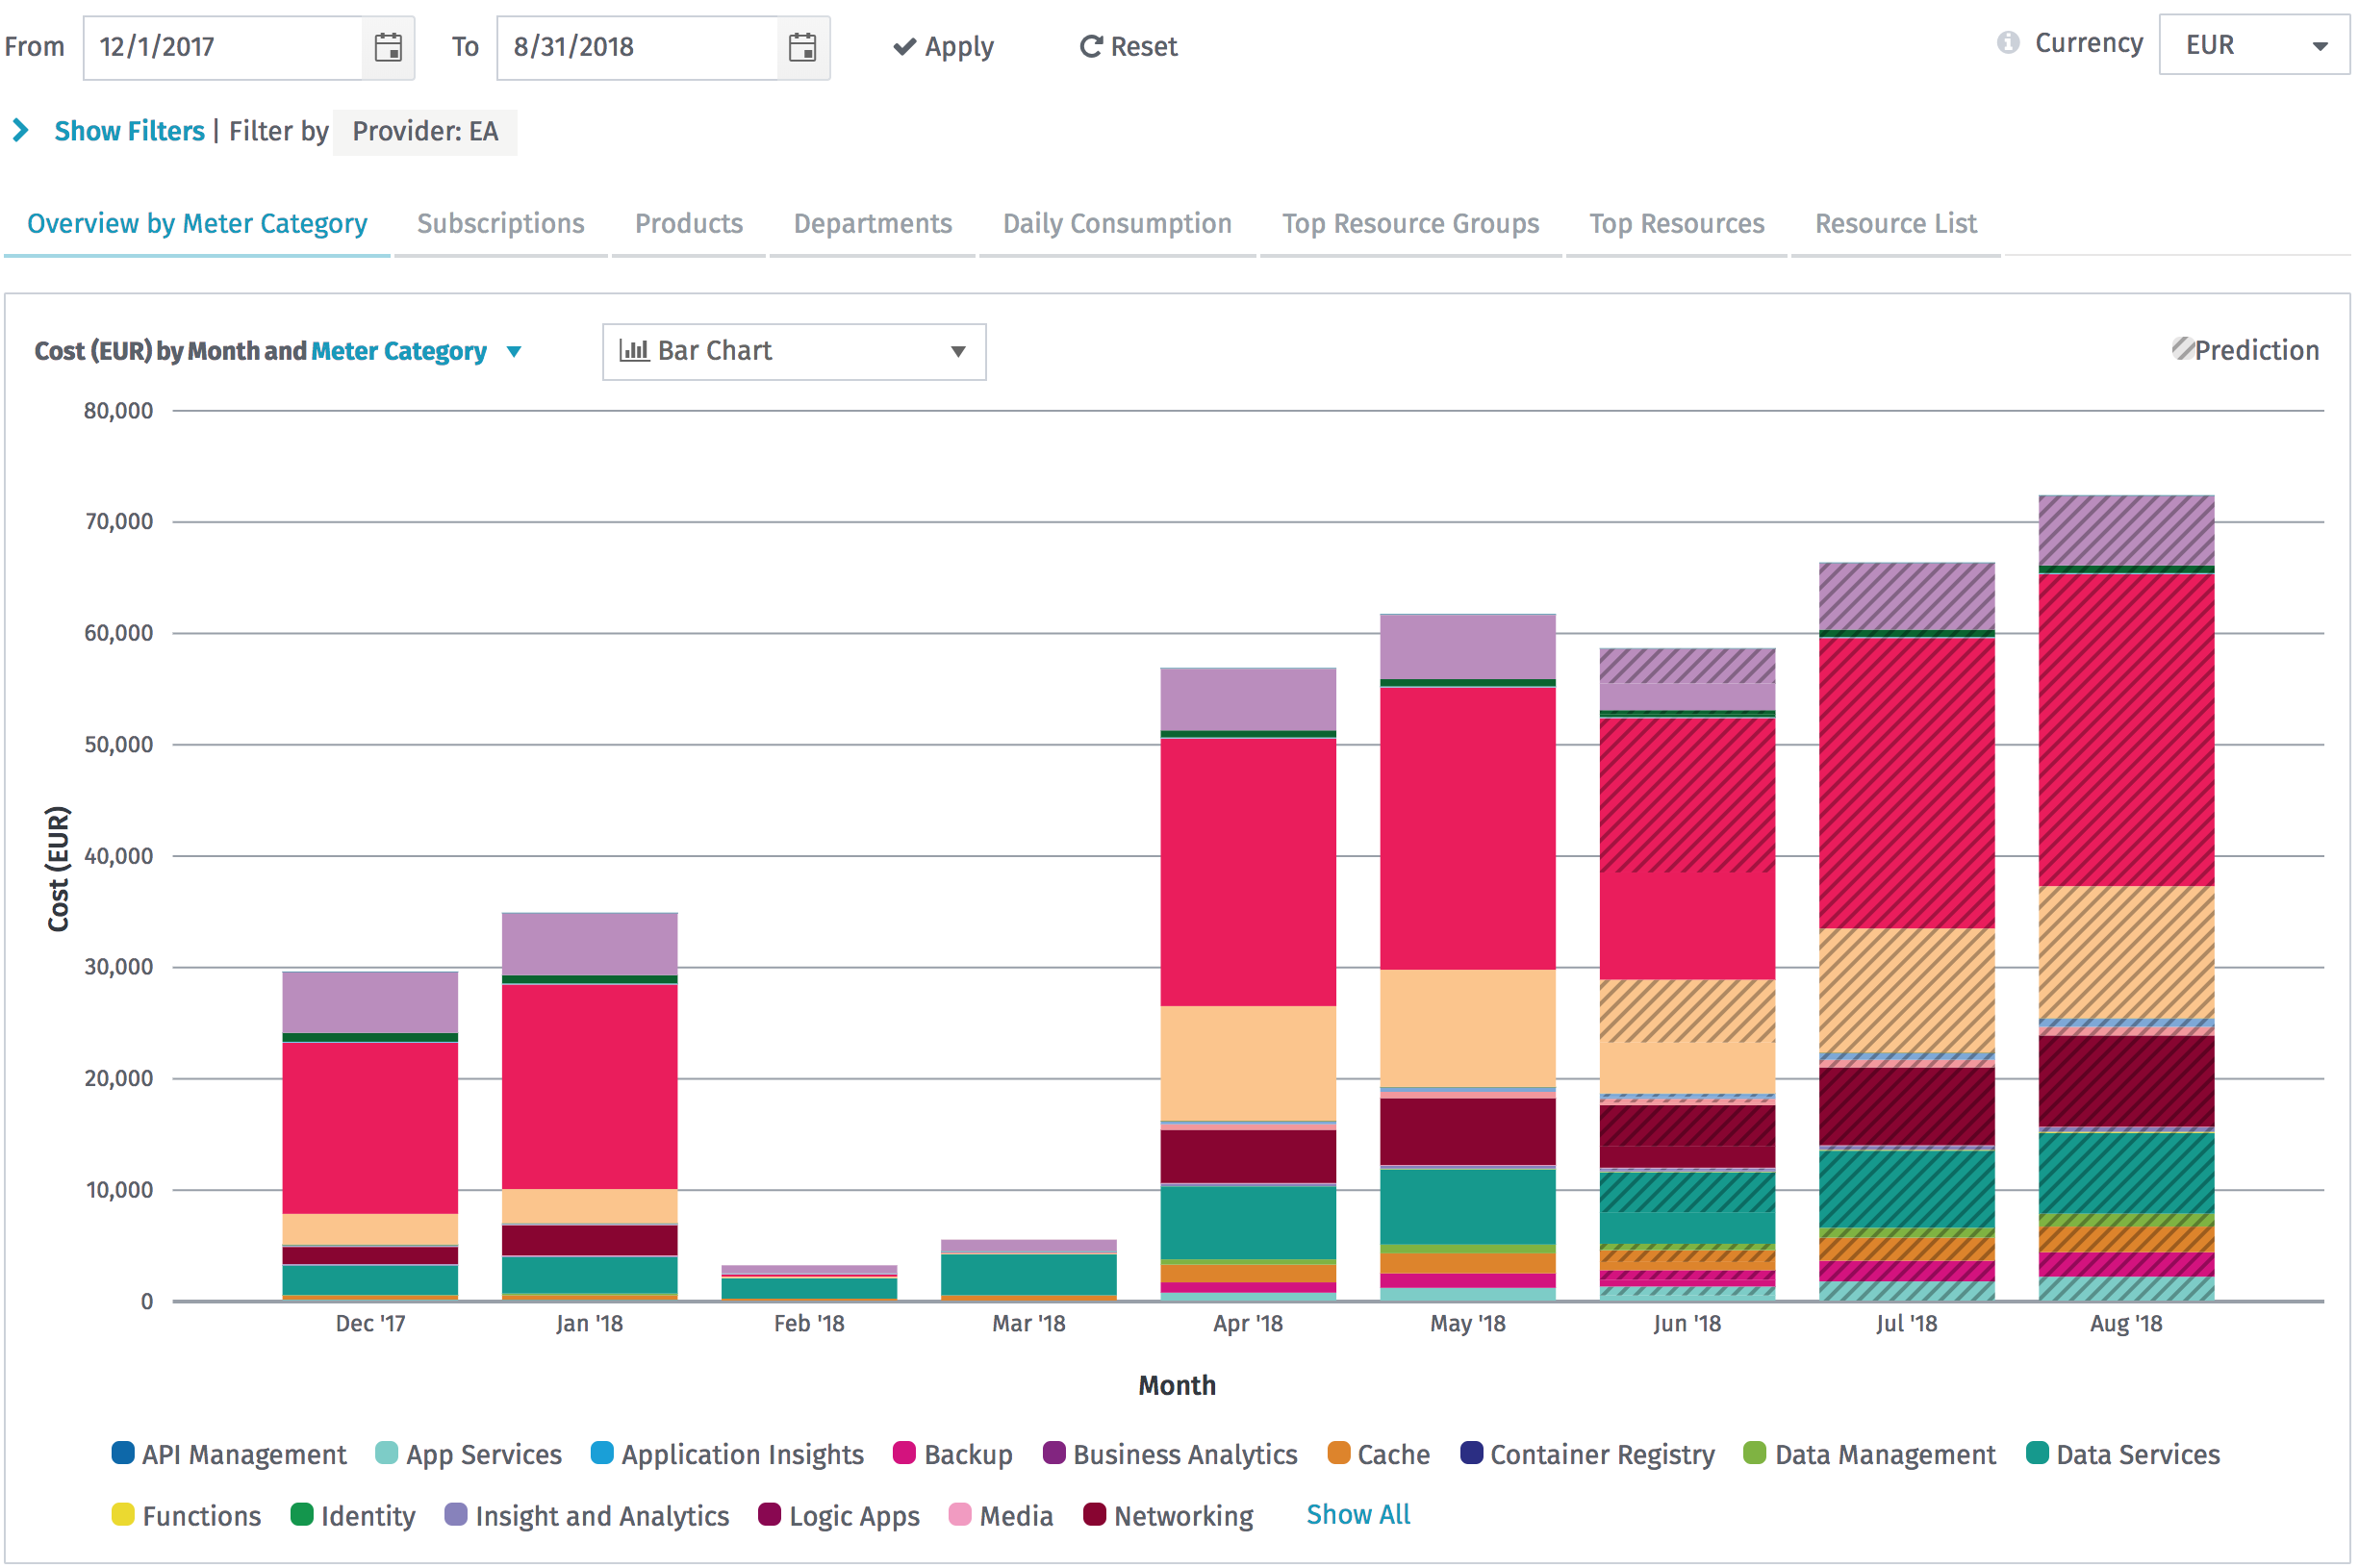 From 12/1/2017 To 8/31/2018 Apply Reset Currency EUR
Show Filters | Filter by Provider: EA
Overview by Meter Category Subscriptions Products Departments Daily Consumption Top Resource Groups Top Resources Resource List
Cost (EUR) by Month and Meter Category Bar Chart Prediction
80,000
70,000
60,000
50,000
40,000
30,000
20,000
10,000
0
Cost (EUR)
Dec '17 Jan '18 Feb '18 Mar '18 Apr '18 May '18 Jun '18 Jul '18 Aug '18
Month
API Management App Services Application Insights Backup Business Analytics Cache Container Registry Data Management Data Services
Functions Identity Insight and Analytics Logic Apps Media Networking Show All